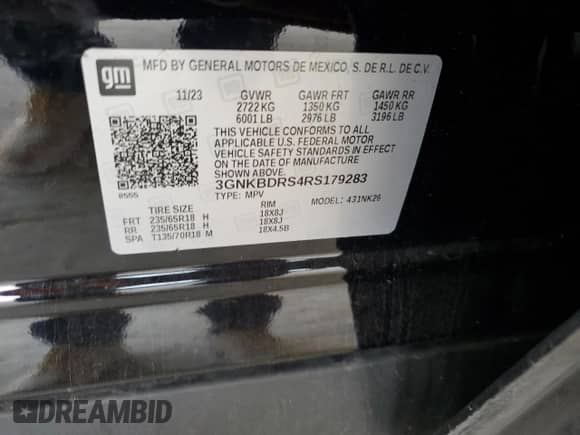 gm
MFD BY GENERAL MOTORS DE MEXICO, S. DE R.L. DE C.V.
11/23 GVWR GAWR FRT GAWR RR
2722 KG 1350 KG 1450 KG
6001 LB 2976 LB 3196 LB
THIS VEHICLE CONFORMS TO ALL
APPLICABLE U.S. FEDERAL MOTOR
VEHICLE SAFETY STANDARDS IN EFFECT
ON THE DATE OF MANUFACTURE
SHOWN ABOVE.
3GNKBDRS4RS179283
8555
TYPE: MPV MODEL: 431NK26
TIRE SIZE RIM
FRT 235/65R18 H 18X8J
RR 235/65R18 H 18X8J
SPA T135/70R18 M 18X4.5B
DREAMBID